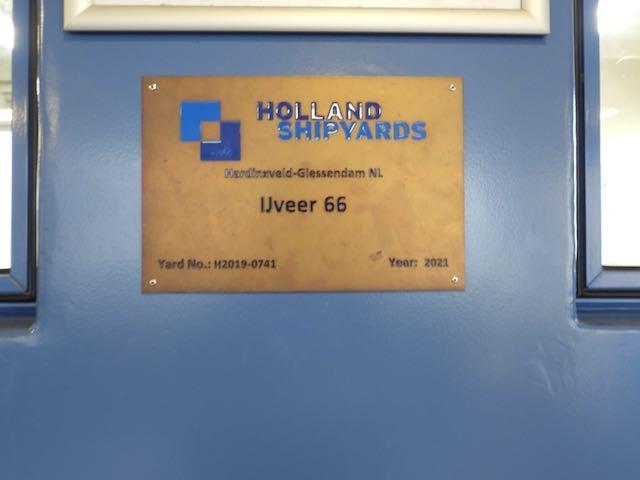 HOLLAND
SHIPYARDS
Hardinxveld-Giessendam NL
IJveer 66
Yard No.: H2019-0741
Year: 2021